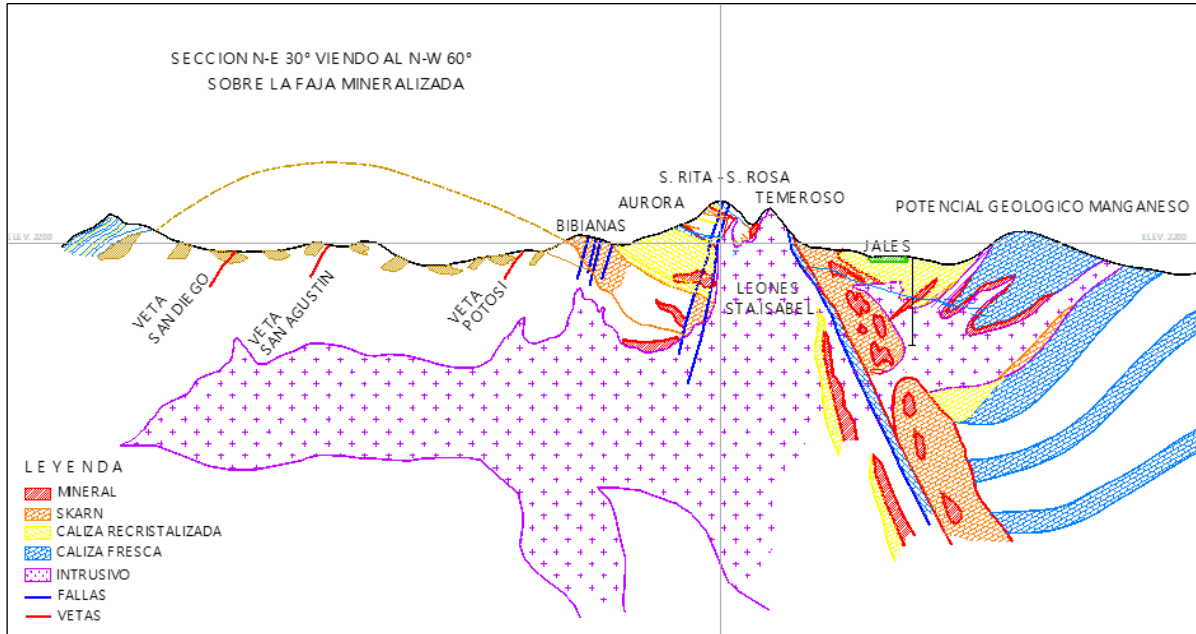 SECCION N-E 30° VIENDO AL N-W 60°
SOBRE LA FAJA MINERALIZADA
S. RITA - S. ROSA
AURORA
TEMEROSO
POTENCIAL GEOLOGICO MANGANESO
BIBIANAS
ELEV. 2200
ELEV. 2200
JALES
VETA
SAN DIEGO
VETA
SAN AGUSTIN
VETA
POTOSI
LEONES
STA.ISABEL
LEYENDA
MINERAL
SKARN
CALIZA RECRISTALIZADA
CALIZA FRESCA
INTRUSIVO
FALLAS
VETAS